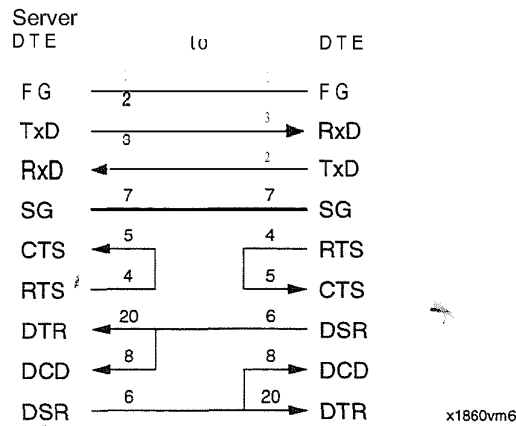 Server
DTE to DTE
1 1
FG 2 FG
3
TxD 3 RxD
2
RxD TxD
7 7
SG SG
5 4
CTS RTS
4 5
RTS CTS
20 6
DTR DSR
8 8
DCD DCD
6 20
DSR DTR
x1860vm6